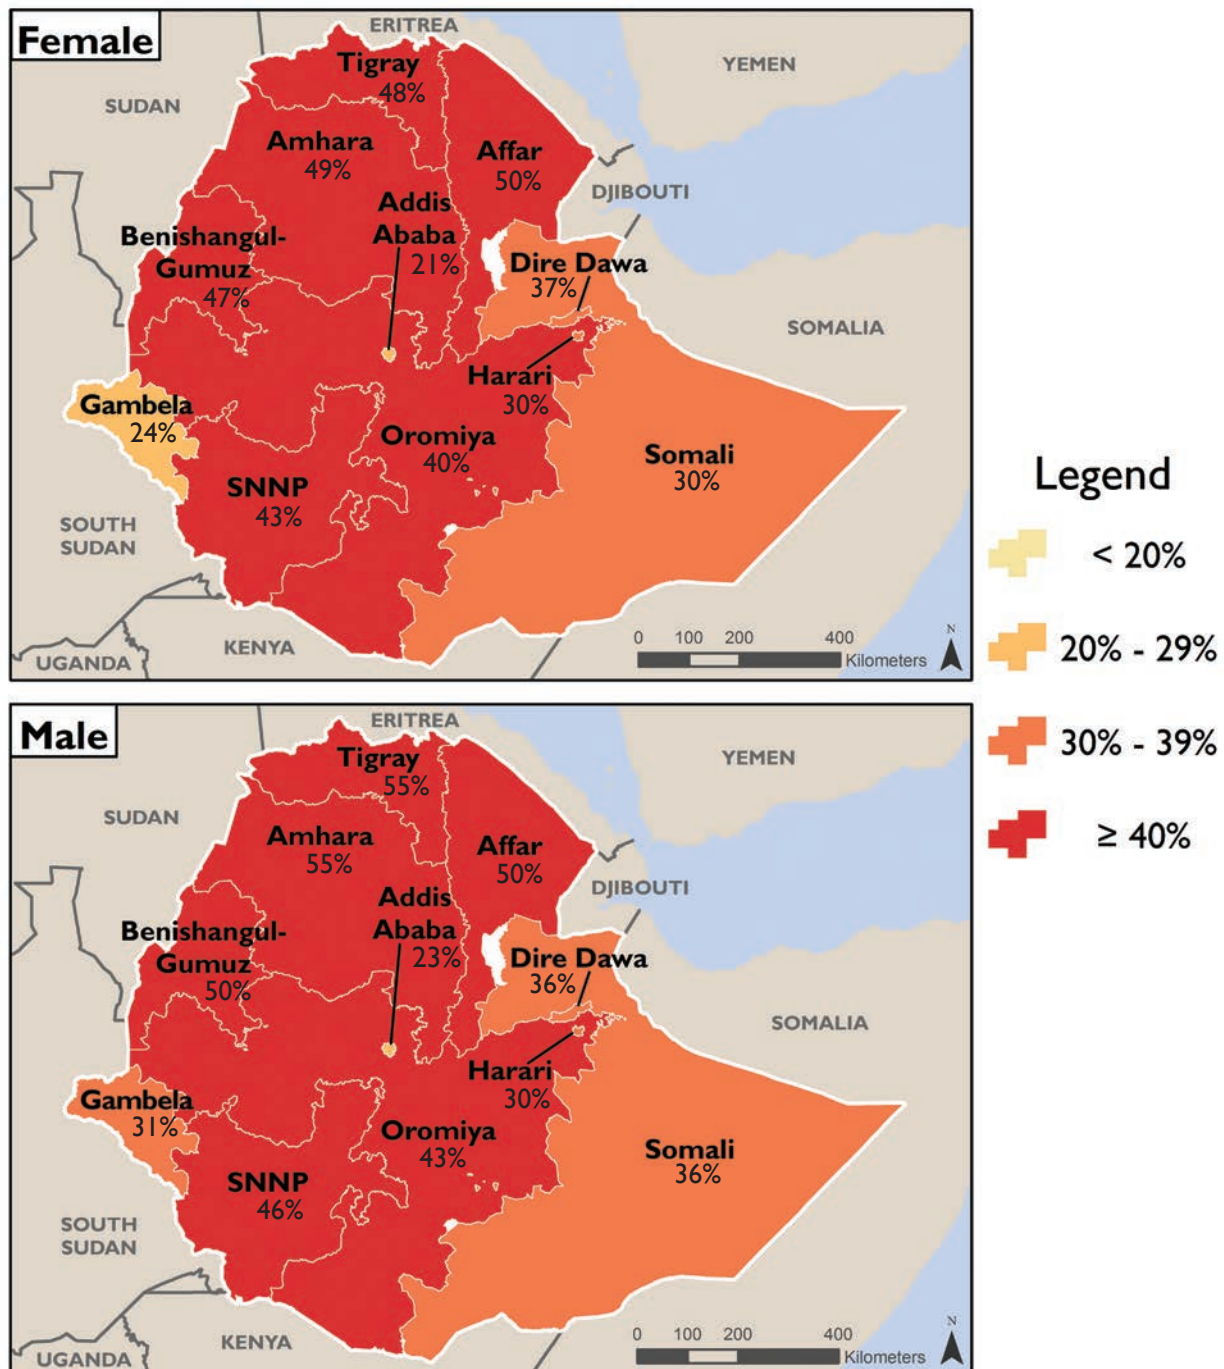 Female
ERITREA
YEMEN
SUDAN
Tigray
48%
Amhara
49%
Affar
50%
DJIBOUTI
Addis
Ababa
21%
Benishangul-
Gumuz
47%
Dire Dawa
37%
SOMALIA
Harari
30%
Gambela
24%
Oromiya
40%
Somali
30%
SNNP
43%
SOUTH
SUDAN
KENYA
UGANDA
0 100 200 400
Kilometers
N
Legend
< 20%
20% - 29%
30% - 39%
≥ 40%
Male
ERITREA
YEMEN
SUDAN
Tigray
55%
Amhara
55%
Affar
50%
DJIBOUTI
Addis
Ababa
23%
Benishangul-
Gumuz
50%
Dire Dawa
36%
SOMALIA
Harari
30%
Gambela
31%
Oromiya
43%
Somali
36%
SNNP
46%
SOUTH
SUDAN
KENYA
UGANDA
0 100 200 400
Kilometers
N